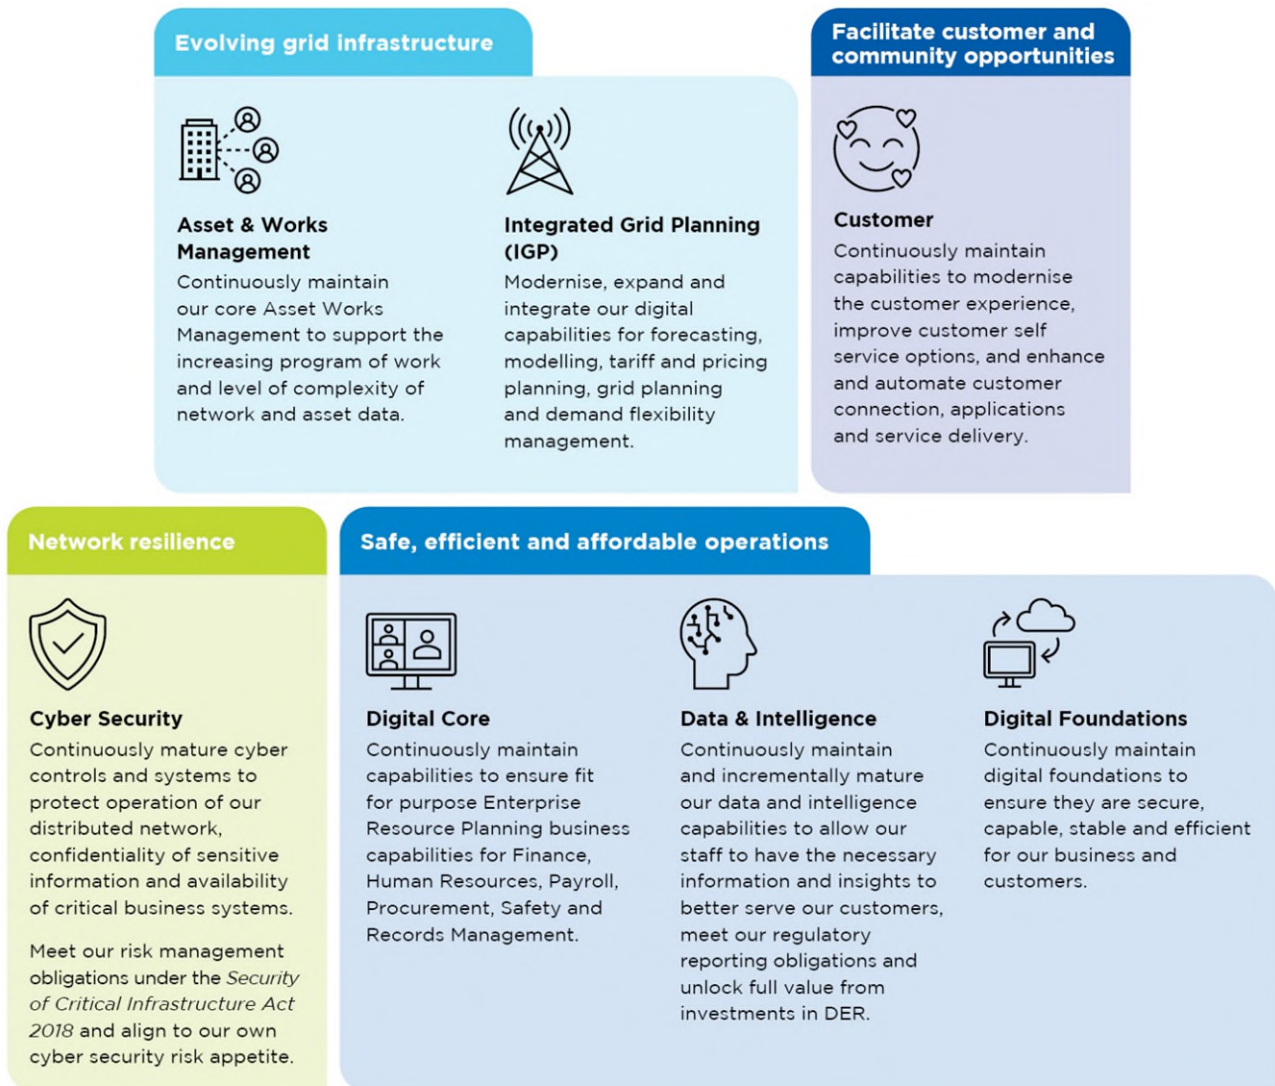 Evolving grid infrastructure
Asset & Works
Management
Continuously maintain
our core Asset Works
Management to support the
increasing program of work
and level of complexity of
network and asset data.
Integrated Grid Planning
(IGP)
Modernise, expand and
integrate our digital
capabilities for forecasting,
modelling, tariff and pricing
planning, grid planning
and demand flexibility
management.
Facilitate customer and
community opportunities
Customer
Continuously maintain
capabilities to modernise
the customer experience,
improve customer self
service options, and enhance
and automate customer
connection, applications
and service delivery.
Network resilience
Cyber Security
Continuously mature cyber
controls and systems to
protect operation of our
distributed network,
confidentiality of sensitive
information and availability
of critical business systems.
Meet our risk management
obligations under the Security
of Critical Infrastructure Act
2018 and align to our own
cyber security risk appetite.
Safe, efficient and affordable operations
Digital Core
Continuously maintain
capabilities to ensure fit
for purpose Enterprise
Resource Planning business
capabilities for Finance,
Human Resources, Payroll,
Procurement, Safety and
Records Management.
Data & Intelligence
Continuously maintain
and incrementally mature
our data and intelligence
capabilities to allow our
staff to have the necessary
information and insights to
better serve our customers,
meet our regulatory
reporting obligations and
unlock full value from
investments in DER.
Digital Foundations
Continuously maintain
digital foundations to
ensure they are secure,
capable, stable and efficient
for our business and
customers.